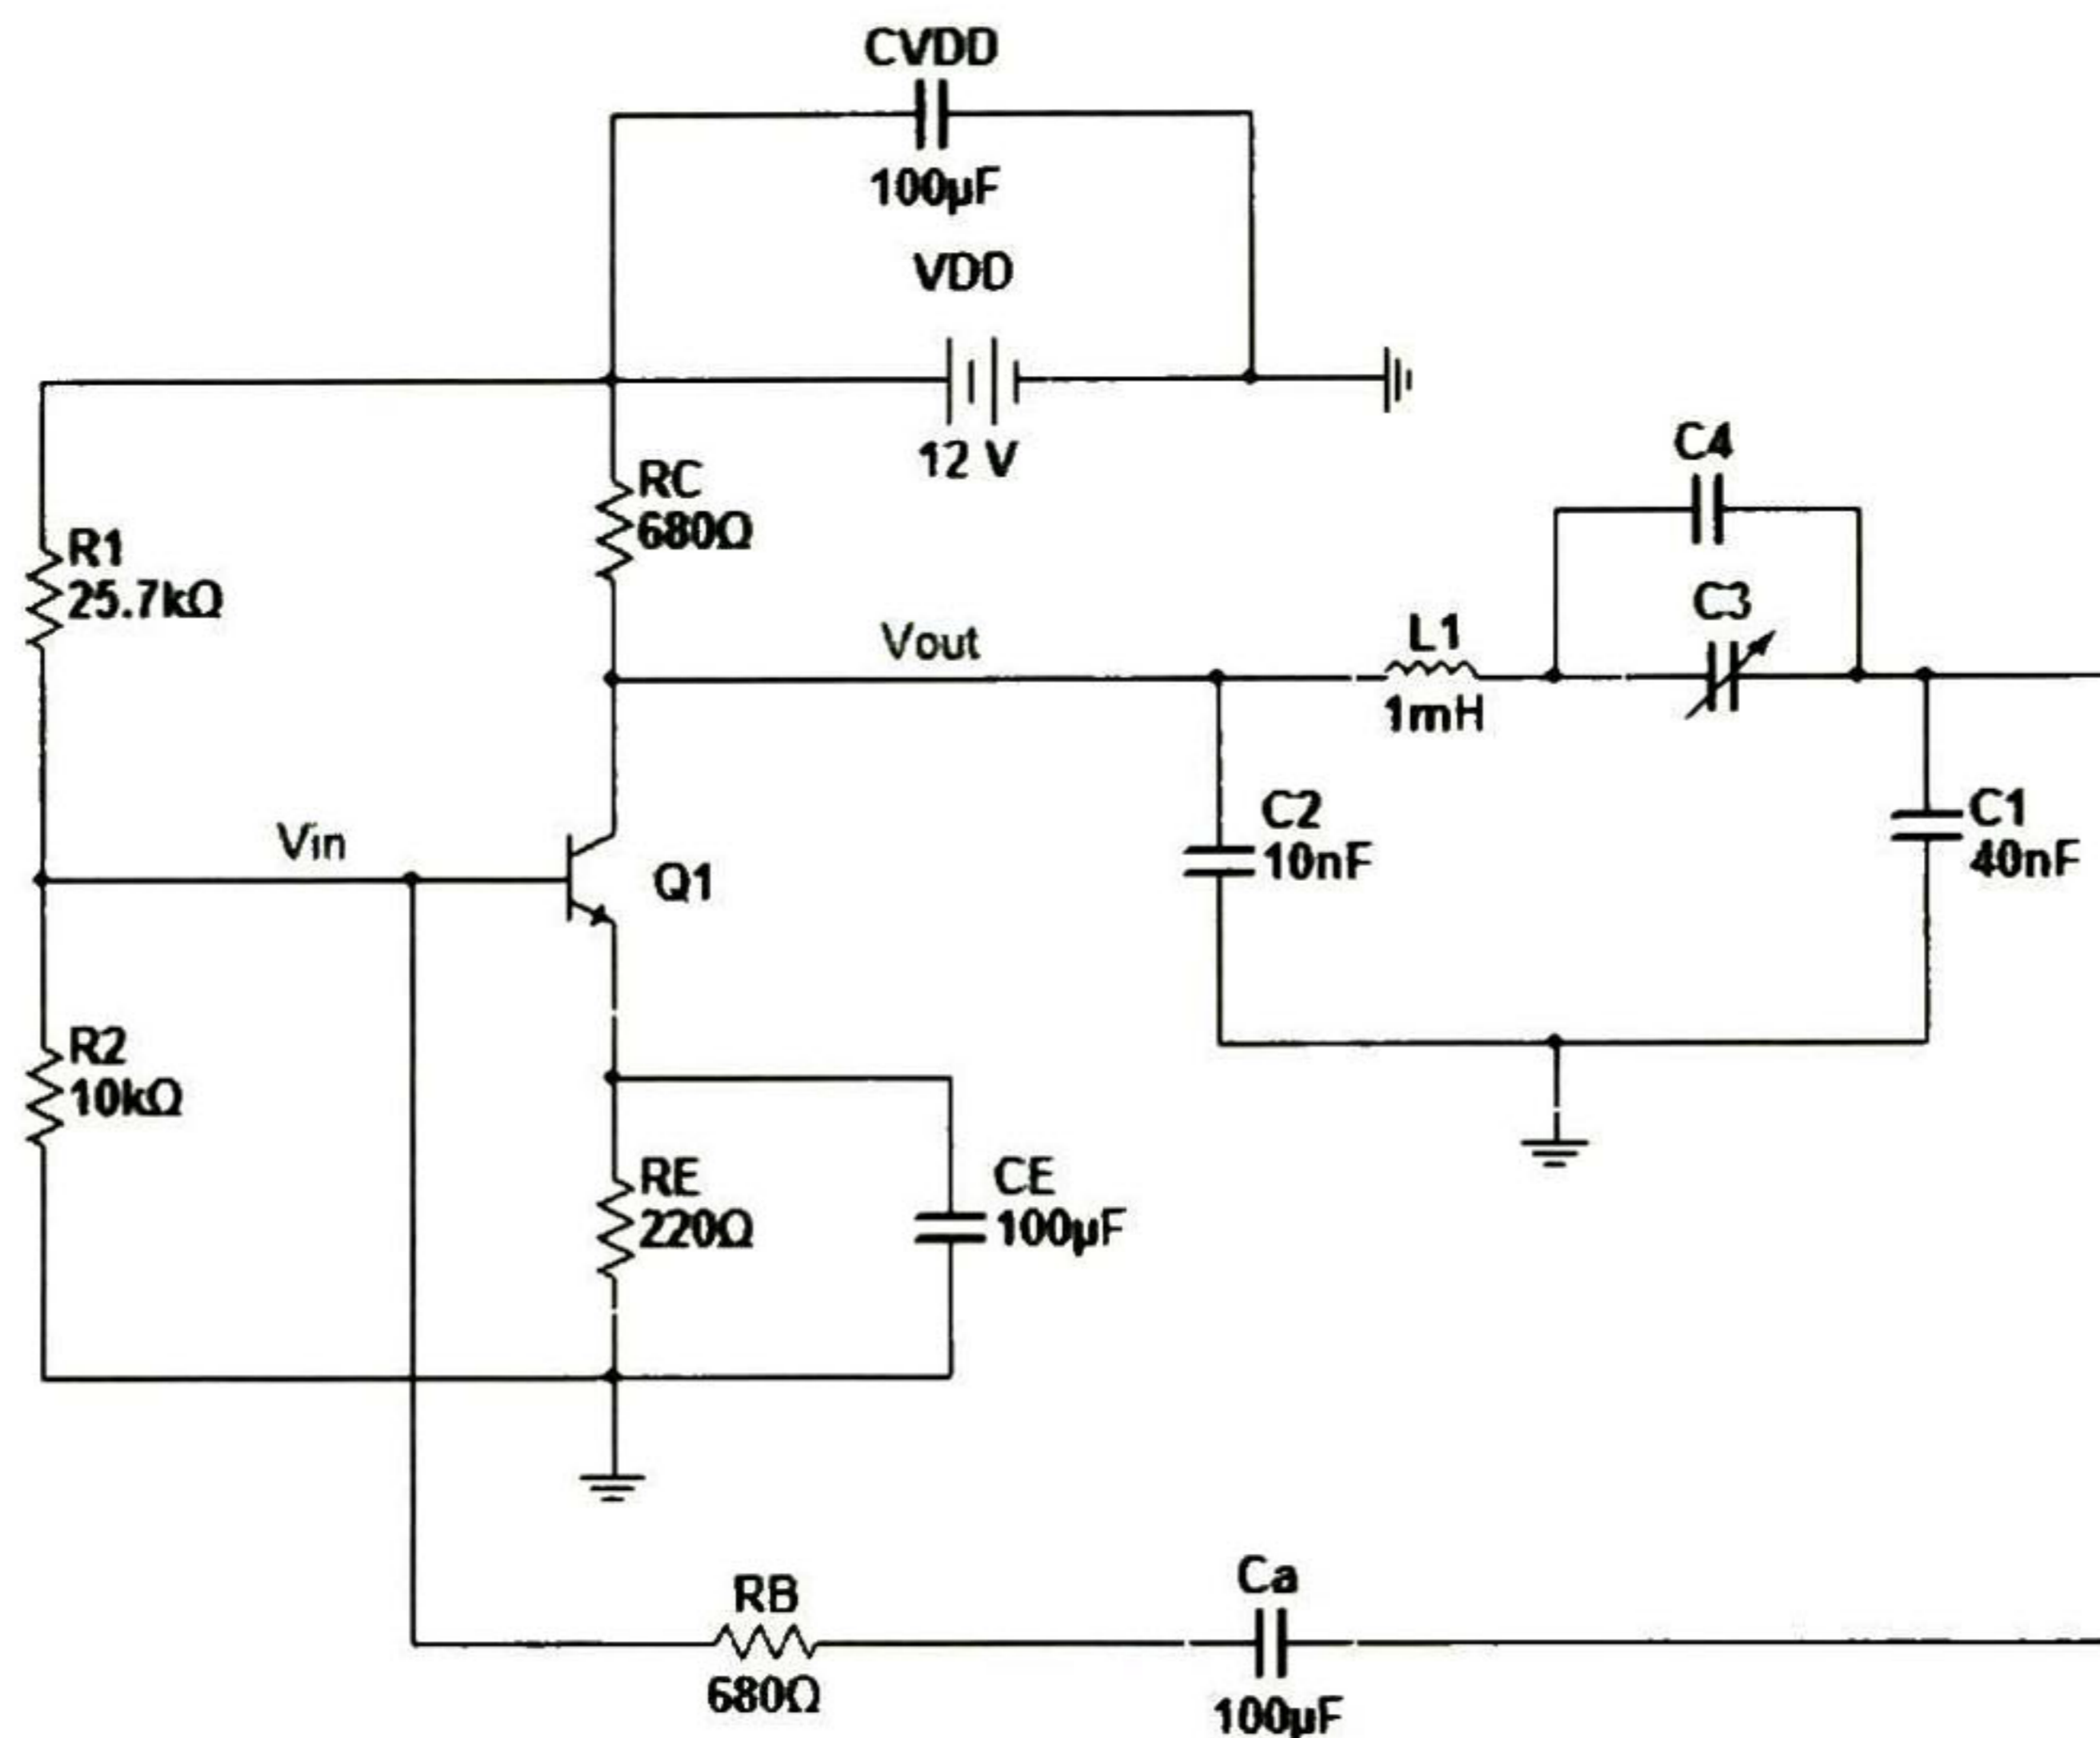 CVDD
100µF
VDD
12 V
RC
680Ω
R1
25.7kΩ
Vout
L1
1mH
C4
C3
Vin
Q1
C2
10nF
C1
40nF
R2
10kΩ
RE
220Ω
CE
100µF
RB
680Ω
Ca
100µF